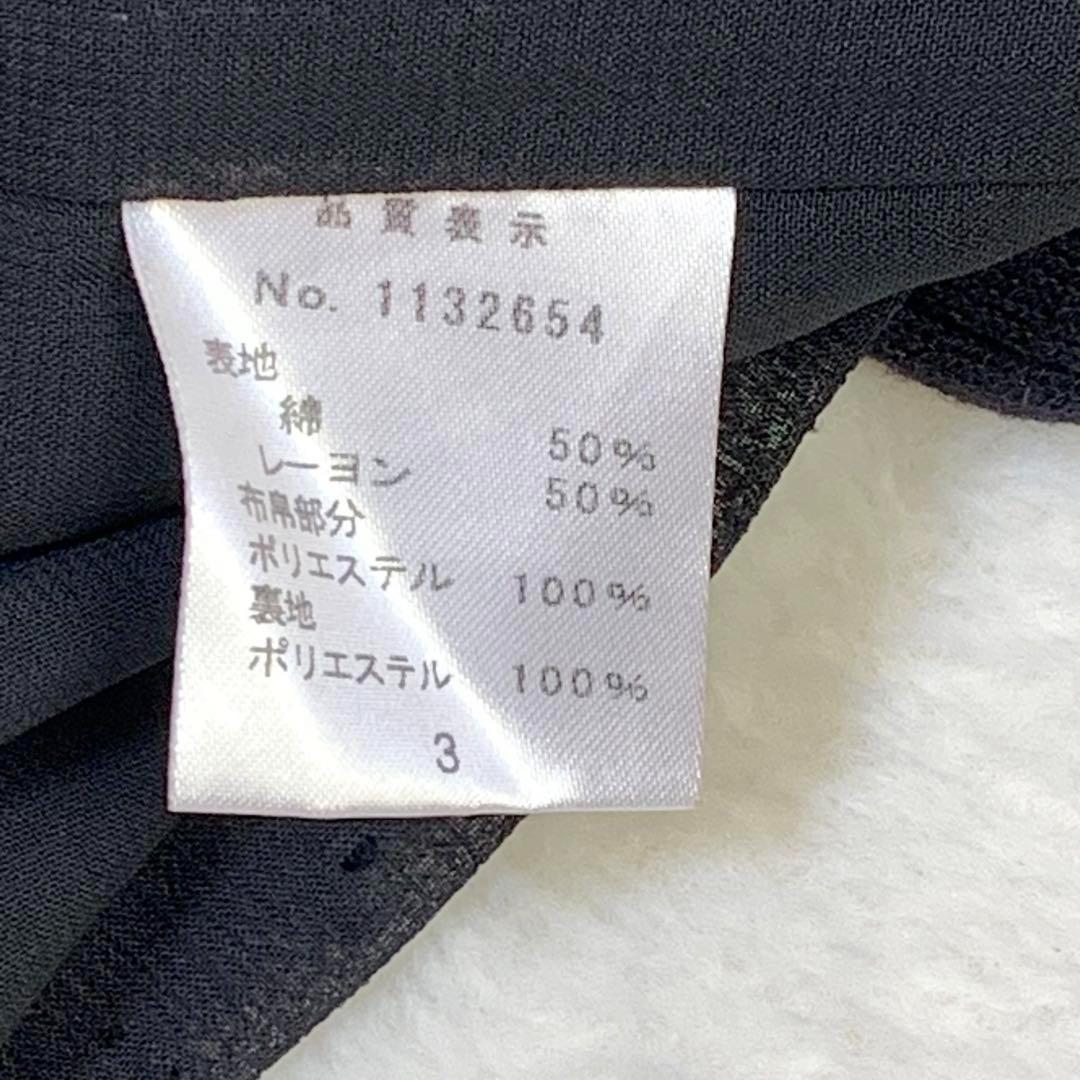 品質表示
No. 1132654
表地
綿 50%
レーヨン 50%
布帛部分
ポリエステル 100%
裏地
ポリエステル 100%
3